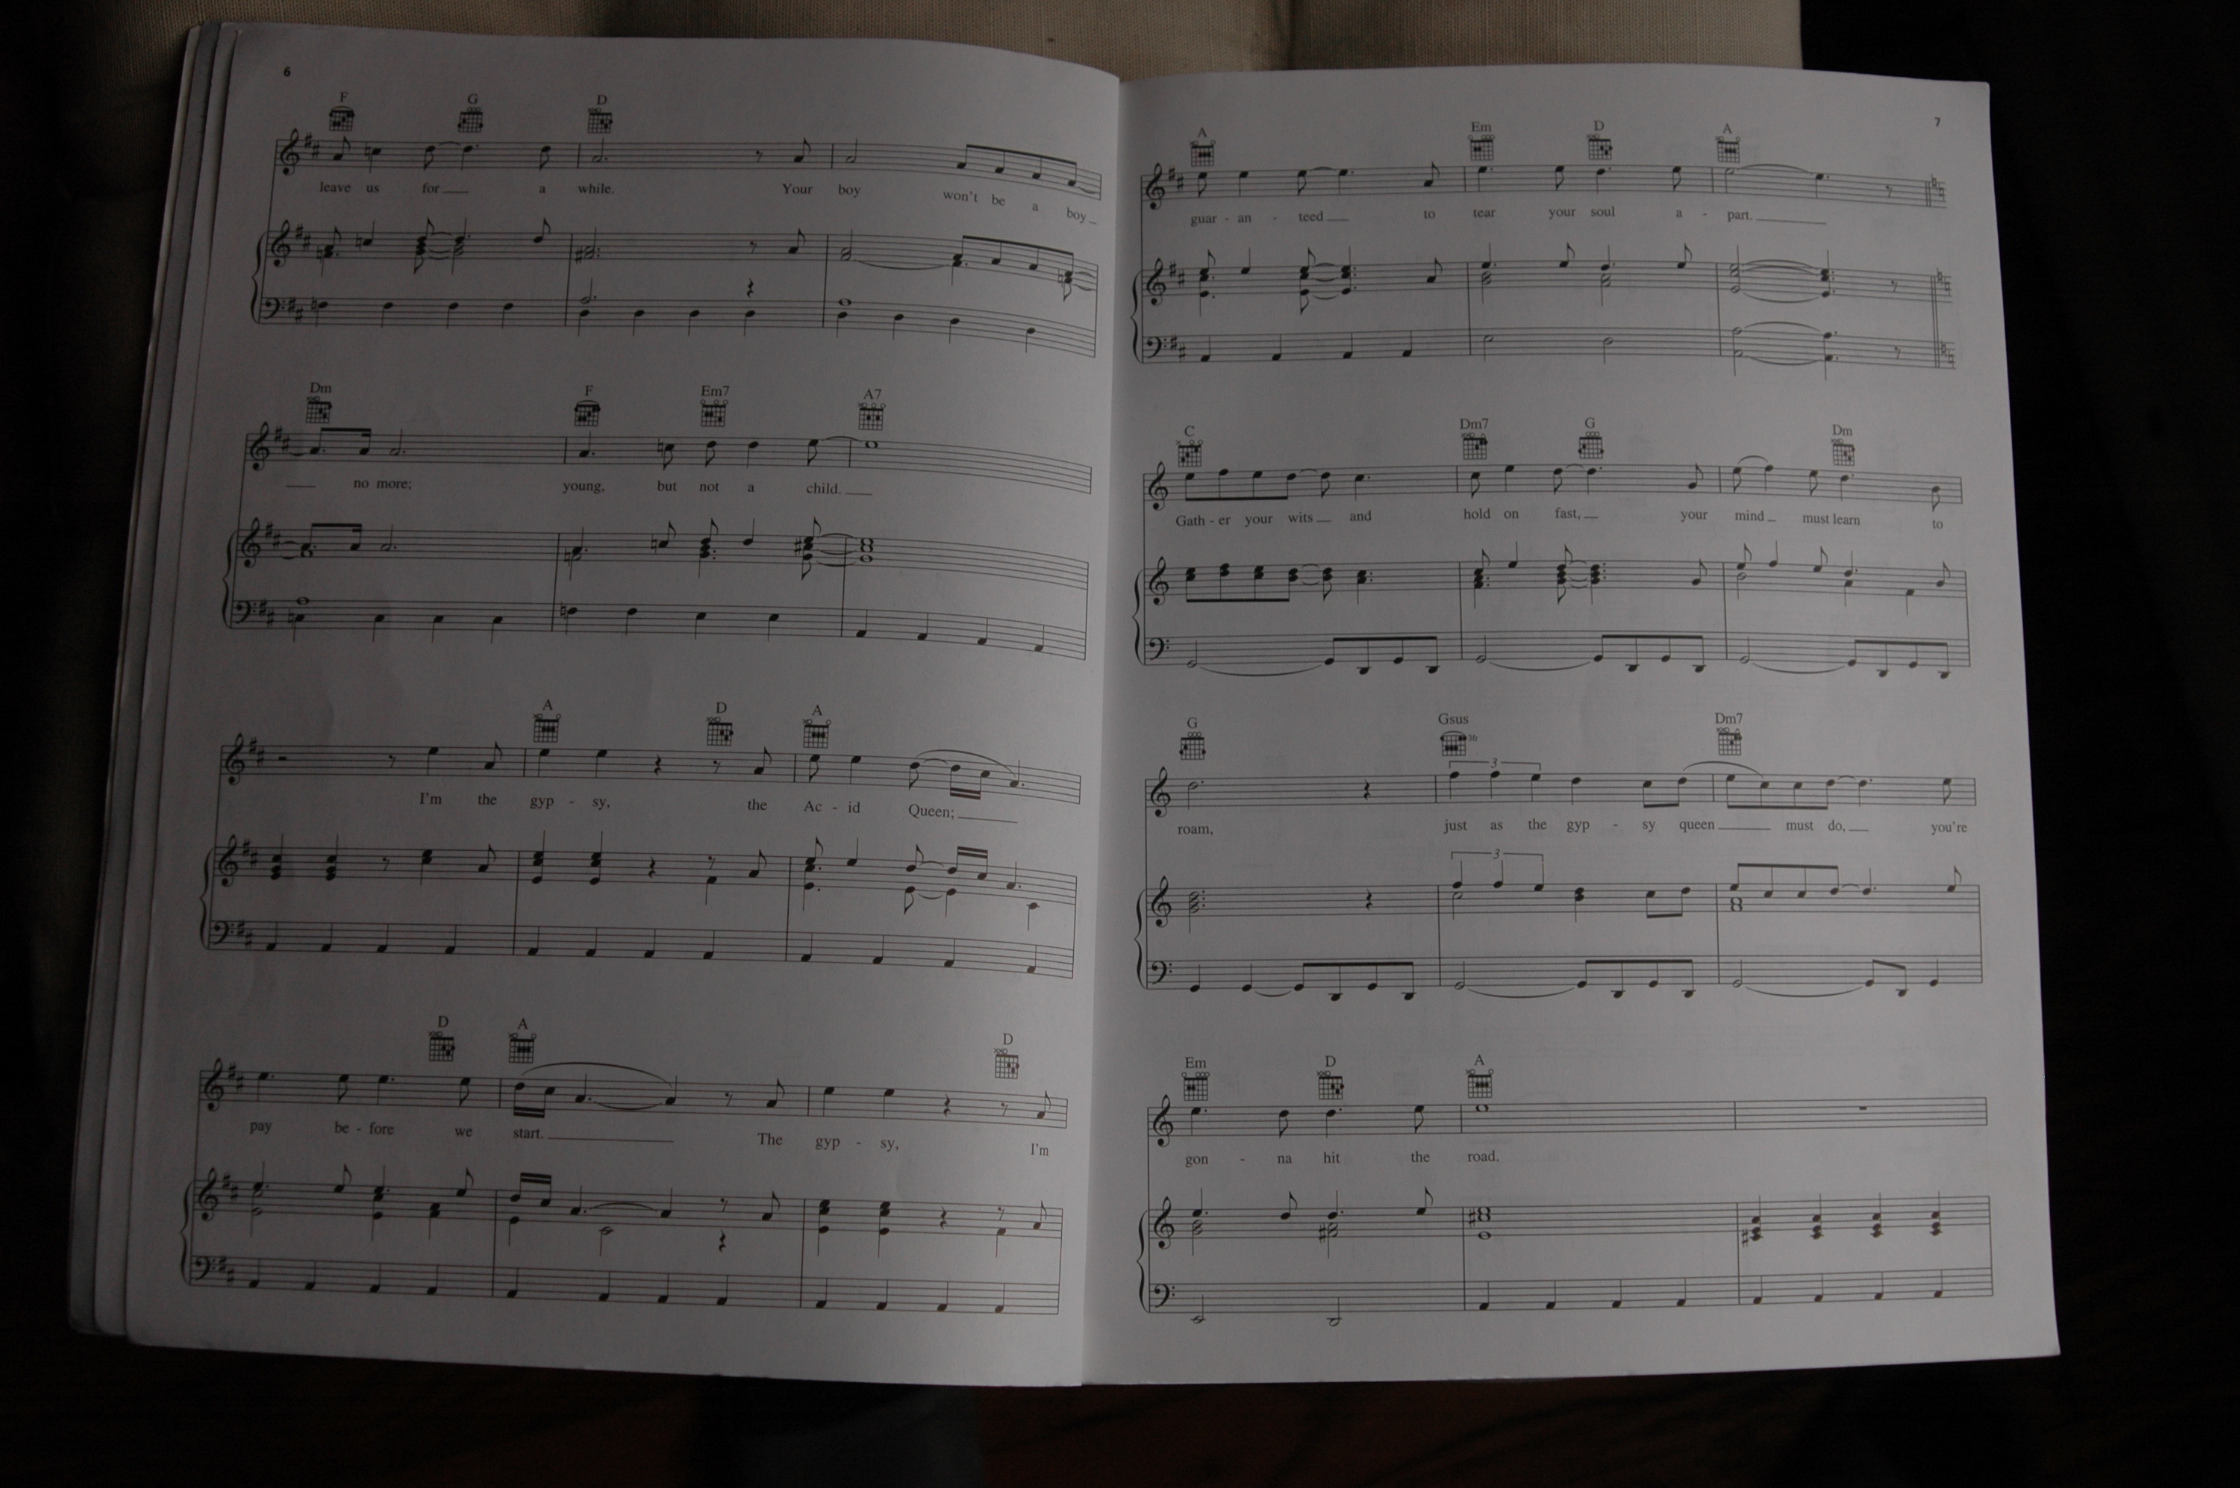 6
F G D
leave us for a while. Your boy won't be a boy
Dm F Em7 A7
no more; young, but not a child.
A D A
I'm the gyp - sy, the Ac - id Queen;
D A D
pay be - fore we start. The gyp - sy, I'm
7
A Em D A
guar - an - teed to tear your soul a - part.
C Dm7 G Dm
Gath - er your wits and hold on fast, your mind must learn to
G Gsus Dm7
3
roam, just as the gyp - sy queen must do, you're
3
Em D A
gon - na hit the road.